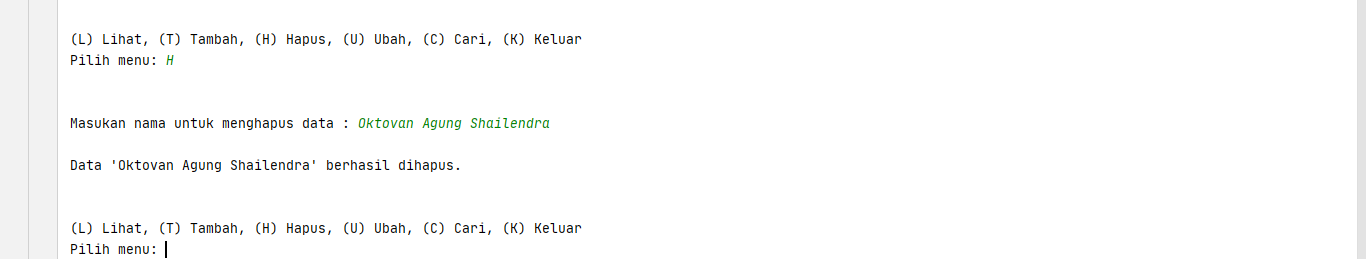 (L) Lihat, (T) Tambah, (H) Hapus, (U) Ubah, (C) Cari, (K) Keluar
Pilih menu: H
Masukan nama untuk menghapus data : Oktovan Agung Shailendra
Data 'Oktovan Agung Shailendra' berhasil dihapus.
(L) Lihat, (T) Tambah, (H) Hapus, (U) Ubah, (C) Cari, (K) Keluar
Pilih menu: